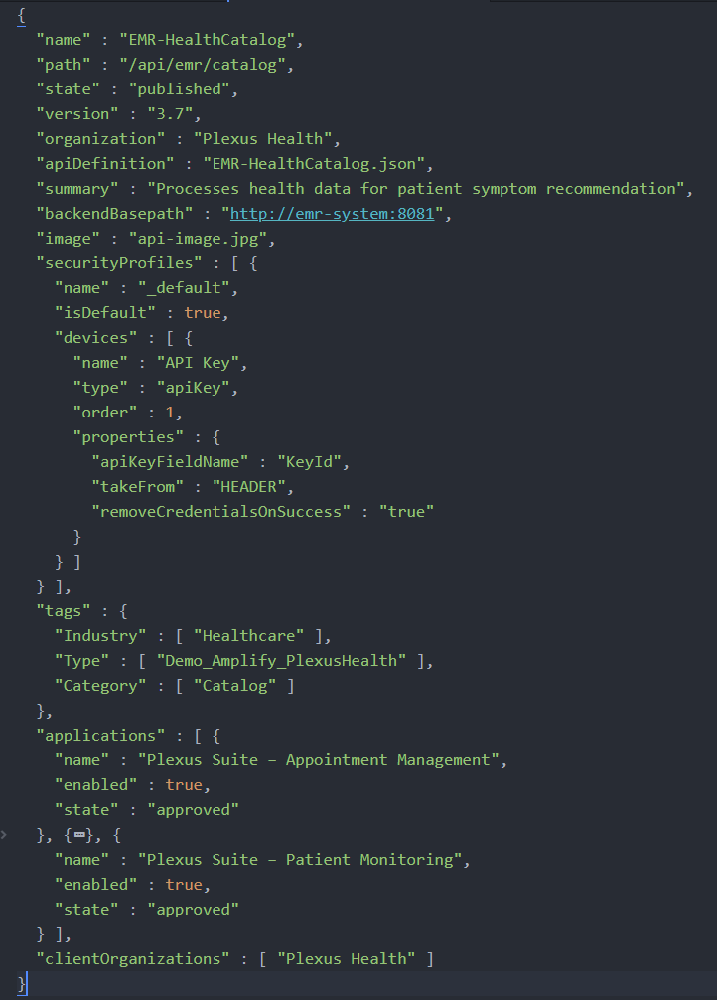 {
  "name" : "EMR-HealthCatalog",
  "path" : "/api/emr/catalog",
  "state" : "published",
  "version" : "3.7",
  "organization" : "Plexus Health",
  "apiDefinition" : "EMR-HealthCatalog.json",
  "summary" : "Processes health data for patient symptom recommendation",
  "backendBasepath" : "http://emr-system:8081",
  "image" : "api-image.jpg",
  "securityProfiles" : [ {
    "name" : "_default",
    "isDefault" : true,
    "devices" : [ {
      "name" : "API Key",
      "type" : "apiKey",
      "order" : 1,
      "properties" : {
        "apiKeyFieldName" : "KeyId",
        "takeFrom" : "HEADER",
        "removeCredentialsOnSuccess" : "true"
      }
    } ]
  } ],
  "tags" : {
    "Industry" : [ "Healthcare" ],
    "Type" : [ "Demo_Amplify_PlexusHealth" ],
    "Category" : [ "Catalog" ]
  },
  "applications" : [ {
    "name" : "Plexus Suite – Appointment Management",
    "enabled" : true,
    "state" : "approved"
  }, {…}, {
    "name" : "Plexus Suite – Patient Monitoring",
    "enabled" : true,
    "state" : "approved"
  } ],
  "clientOrganizations" : [ "Plexus Health" ]
}